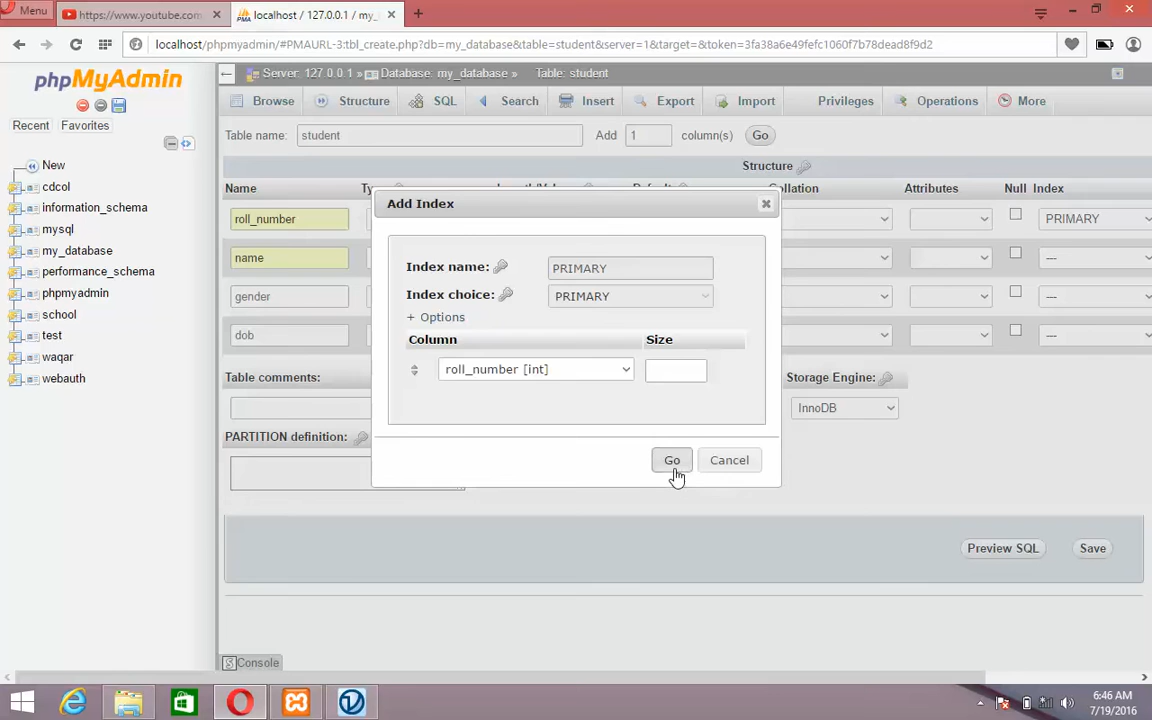 Menu
https://www.youtube.com/
localhost / 127.0.0.1 / my_
localhost/phpmyadmin/#PMAURL-3:tbl_create.php?db=my_database&table=student&server=1&target=&token=3fa38a6e49fefc1060f7b78dead8f9d2
phpMyAdmin
Recent
Favorites
New
cdcol
information_schema
mysql
my_database
performance_schema
phpmyadmin
school
test
waqar
webauth
Server: 127.0.0.1 » Database: my_database » Table: student
Browse
Structure
SQL
Search
Insert
Export
Import
Privileges
Operations
More
Table name: student Add 1 column(s) Go
Structure
Name
Collation
Attributes
Null
Index
roll_number
PRIMARY
name
---
gender
---
dob
---
Table comments:
Storage Engine:
InnoDB
PARTITION definition:
Add Index
Index name: PRIMARY
Index choice: PRIMARY
+ Options
Column Size
roll_number [int]
Go
Cancel
Preview SQL
Save
Console
6:46 AM
7/19/2016